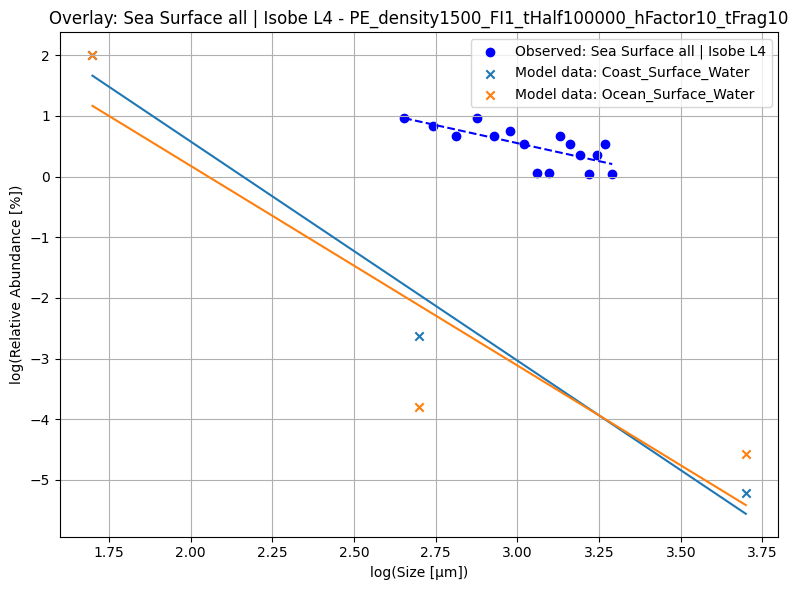 Overlay: Sea Surface all | Isobe L4 - PE_density1500_FI1_tHalf100000_hFactor10_tFrag10
Observed: Sea Surface all | Isobe L4
Model data: Coast_Surface_Water
Model data: Ocean_Surface_Water
log(Relative Abundance [%])
2
1
0
−1
−2
−3
−4
−5
1.75 2.00 2.25 2.50 2.75 3.00 3.25 3.50 3.75
log(Size [μm])